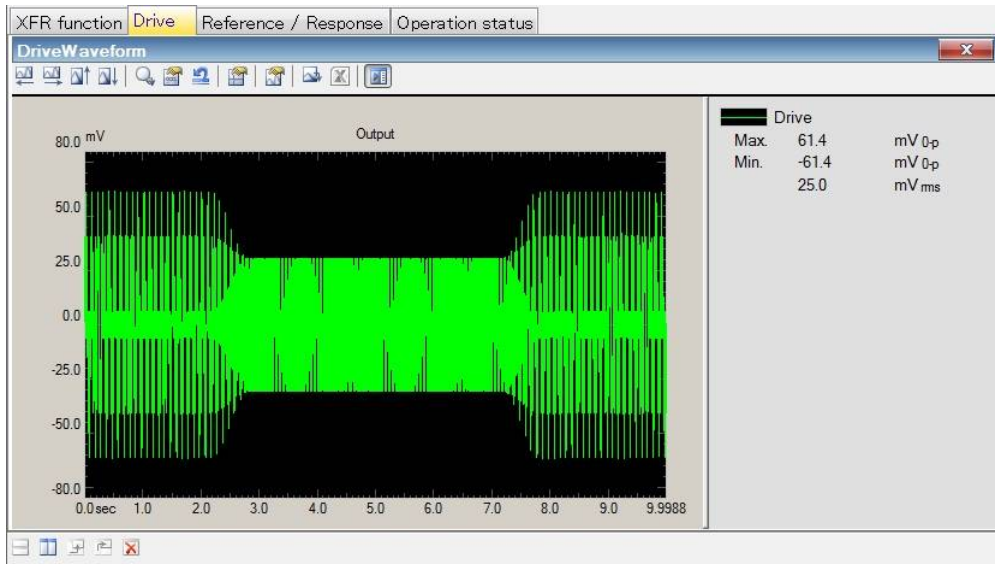 XFR function Drive Reference / Response Operation status
DriveWaveform
Output
80.0 mV
50.0
25.0
0.0
-25.0
-50.0
-80.0
0.0sec 1.0 2.0 3.0 4.0 5.0 6.0 7.0 8.0 9.0 9.9988
Drive
Max. 61.4 mV 0-p
Min. -61.4 mV 0-p
25.0 mV rms